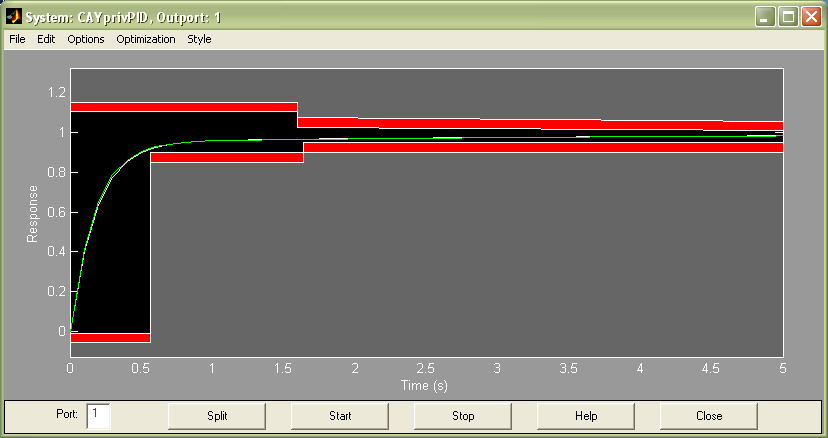 System: CAYprivPID, Outport: 1
File Edit Options Optimization Style
1.2
1
0.8
0.6
0.4
0.2
0
Response
0 0.5 1 1.5 2 2.5 3 3.5 4 4.5 5
Time (s)
Port: 1 Split Start Stop Help Close